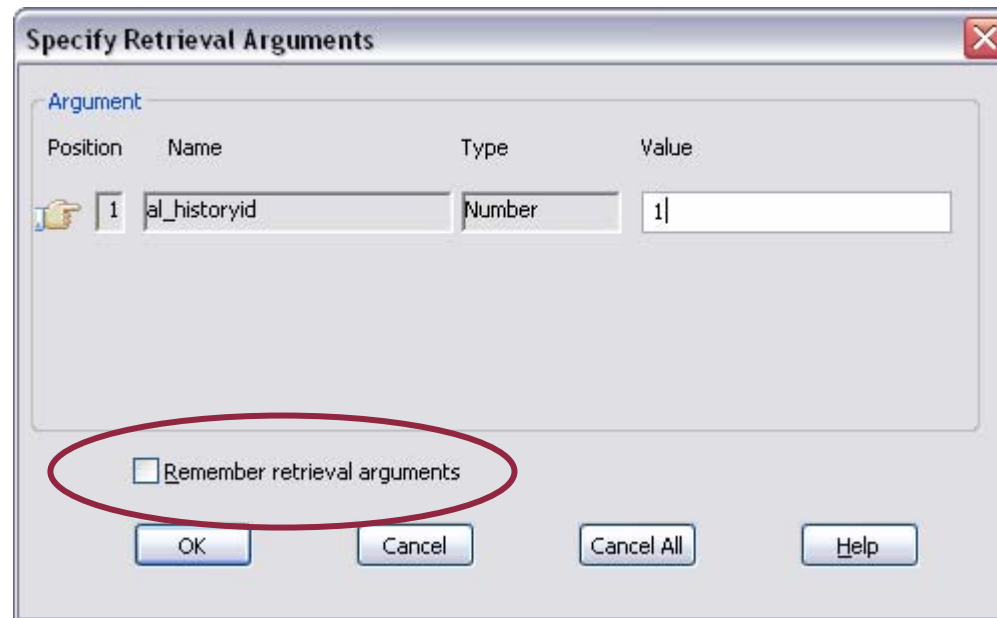 Specify Retrieval Arguments
Argument
Position Name Type Value
1 al_historyid Number 1
Remember retrieval arguments
OK Cancel Cancel All Help